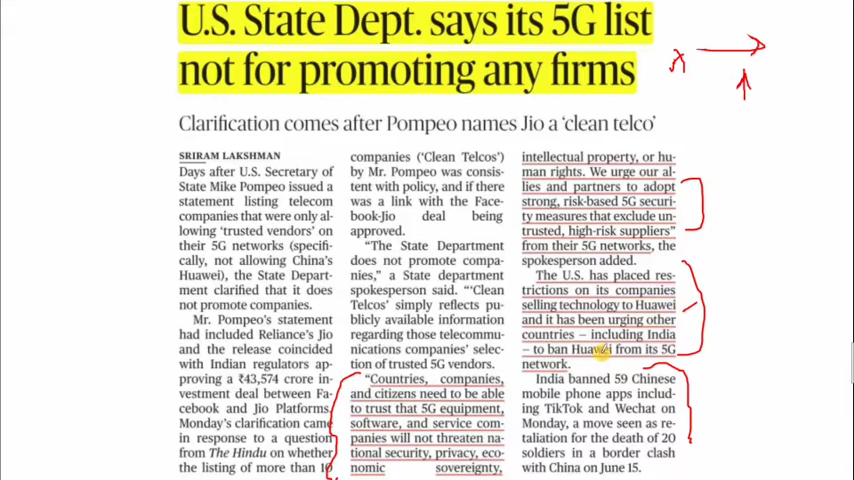 U.S. State Dept. says its 5G list
not for promoting any firms
Clarification comes after Pompeo names Jio a ‘clean telco’
SRIRAM LAKSHMAN
Days after U.S. Secretary of
State Mike Pompeo issued a
statement listing telecom
companies that were only al-
lowing ‘trusted vendors’ on
their 5G networks (specifi-
cally, not allowing China’s
Huawei), the State Depart-
ment clarified that it does
not promote companies.
Mr. Pompeo’s statement
had included Reliance’s Jio
and the release coincided
with Indian regulators ap-
proving a ₹43,574 crore in-
vestment deal between Fa-
cebook and Jio Platforms.
Monday’s clarification came
in response to a question
from The Hindu on whether
the listing of more than 10
companies (‘Clean Telcos’)
by Mr. Pompeo was consis-
tent with policy, and if there
was a link with the Face-
book-Jio deal being
approved.
“The State Department
does not promote compa-
nies,” a State department
spokesperson said. “‘Clean
Telcos’ simply reflects pu-
blicly available information
regarding those telecommu-
nications companies’ selec-
tion of trusted 5G vendors.
“Countries, companies,
and citizens need to be able
to trust that 5G equipment,
software, and service com-
panies will not threaten na-
tional security, privacy, eco-
nomic sovereignty,
intellectual property, or hu-
man rights. We urge our al-
lies and partners to adopt
strong, risk-based 5G securi-
ty measures that exclude un-
trusted, high-risk suppliers”
from their 5G networks, the
spokesperson added.
The U.S. has placed res-
trictions on its companies
selling technology to Huawei
and it has been urging other
countries – including India
– to ban Huawei from its 5G
network.
India banned 59 Chinese
mobile phone apps includ-
ing TikTok and Wechat on
Monday, a move seen as re-
taliation for the death of 20
soldiers in a border clash
with China on June 15.